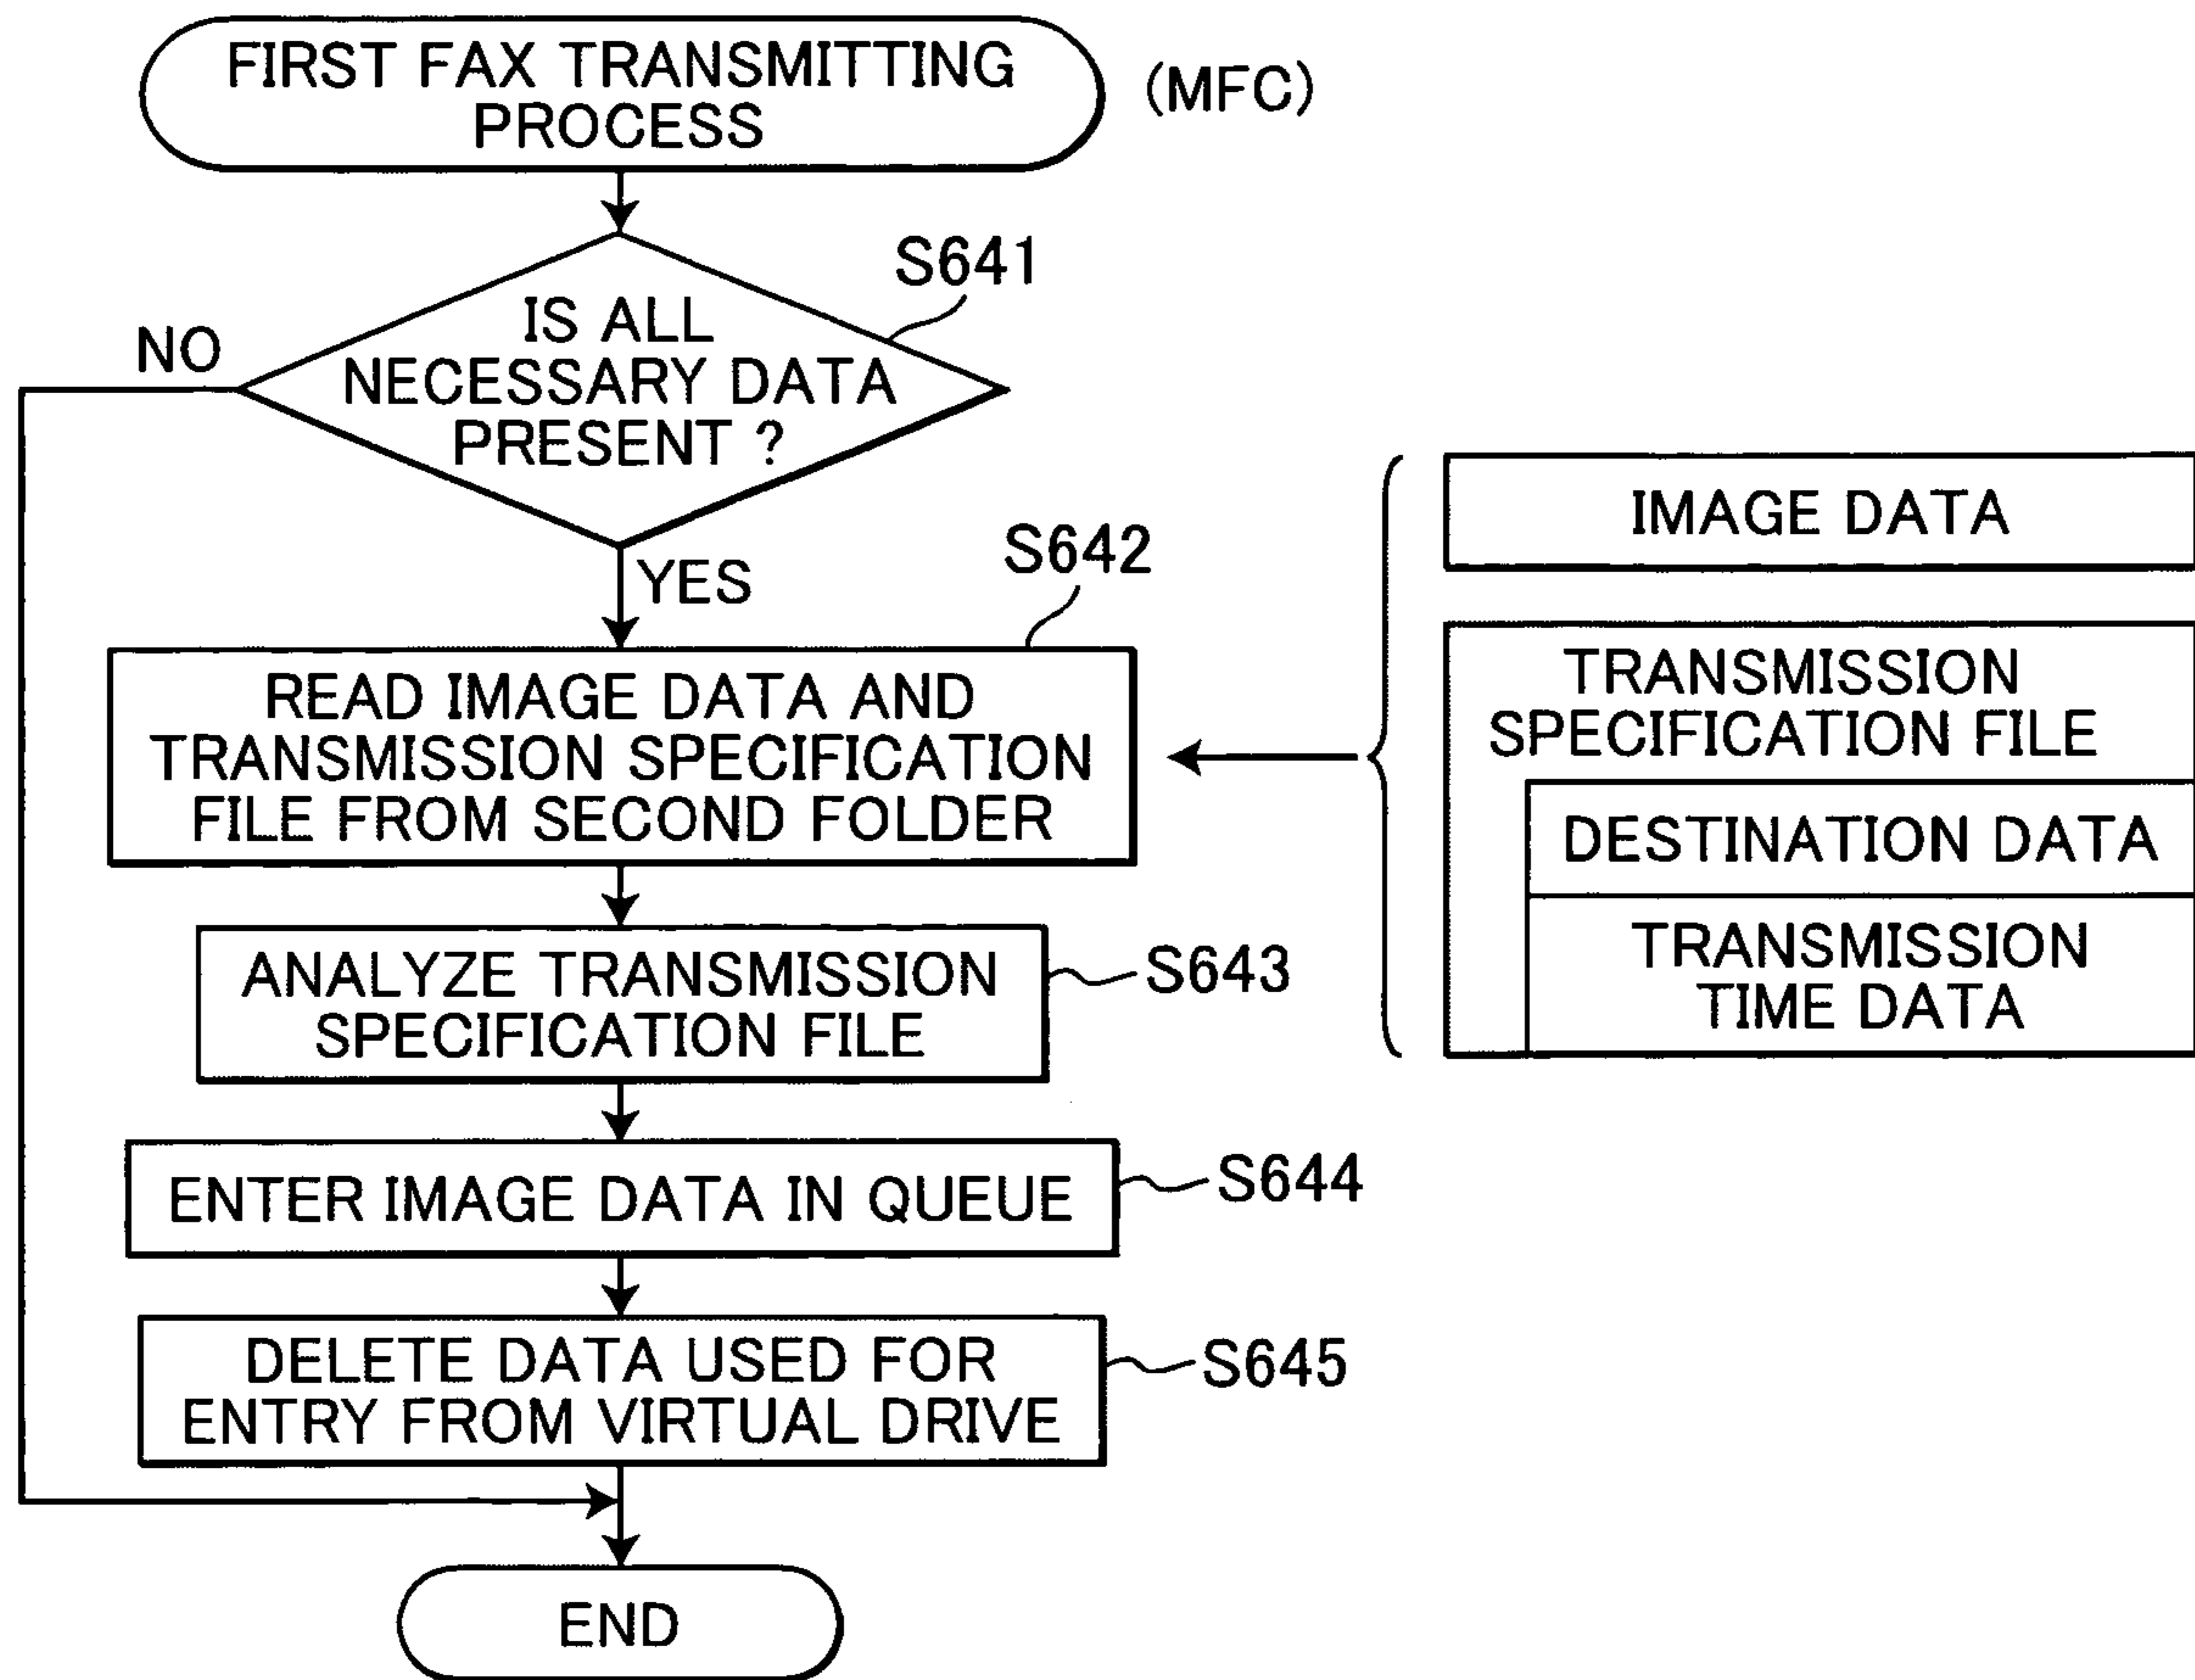 FIRST FAX TRANSMITTING
PROCESS
(MFC)
S641
IS ALL
NECESSARY DATA
PRESENT ?
NO
YES
S642
READ IMAGE DATA AND
TRANSMISSION SPECIFICATION
FILE FROM SECOND FOLDER
IMAGE DATA
TRANSMISSION
SPECIFICATION FILE
DESTINATION DATA
TRANSMISSION
TIME DATA
ANALYZE TRANSMISSION
SPECIFICATION FILE
S643
ENTER IMAGE DATA IN QUEUE
S644
DELETE DATA USED FOR
ENTRY FROM VIRTUAL DRIVE
S645
END